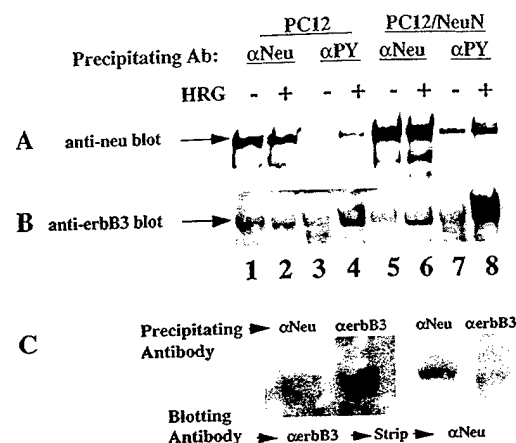 PC12 PC12/NeuN
Precipitating Ab: αNeu αPY αNeu αPY
HRG - + - + - + - +
A anti-neu blot
B anti-erbB3 blot
1 2 3 4 5 6 7 8
C Precipitating Antibody αNeu αerbB3 αNeu αerbB3
Blotting Antibody αerbB3 Strip αNeu